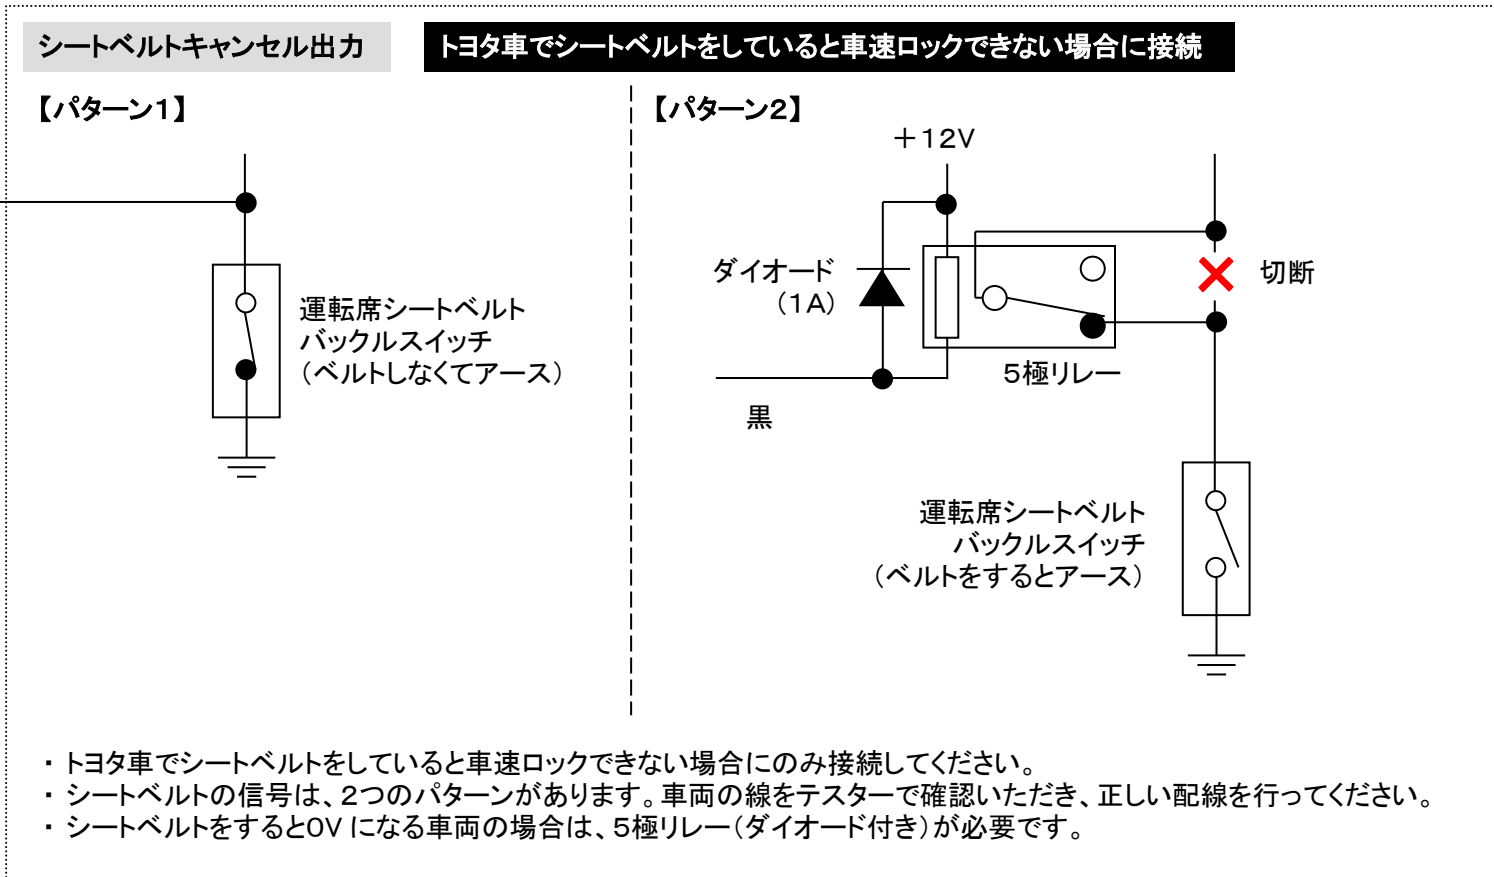 シートベルトキャンセル出力
トヨタ車でシートベルトをしていると車速ロックできない場合に接続
【パターン1】
【パターン2】
＋12V
ダイオード
（1A）
切断
5極リレー
黒
運転席シートベルト
バックルスイッチ
（ベルトしなくてアース）
運転席シートベルト
バックルスイッチ
（ベルトをするとアース）
・トヨタ車でシートベルトをしていると車速ロックできない場合にのみ接続してください。
・シートベルトの信号は、2つのパターンがあります。車両の線をテスターで確認いただき、正しい配線を行ってください。
・シートベルトをすると0Vになる車両の場合は、5極リレー（ダイオード付き）が必要です。